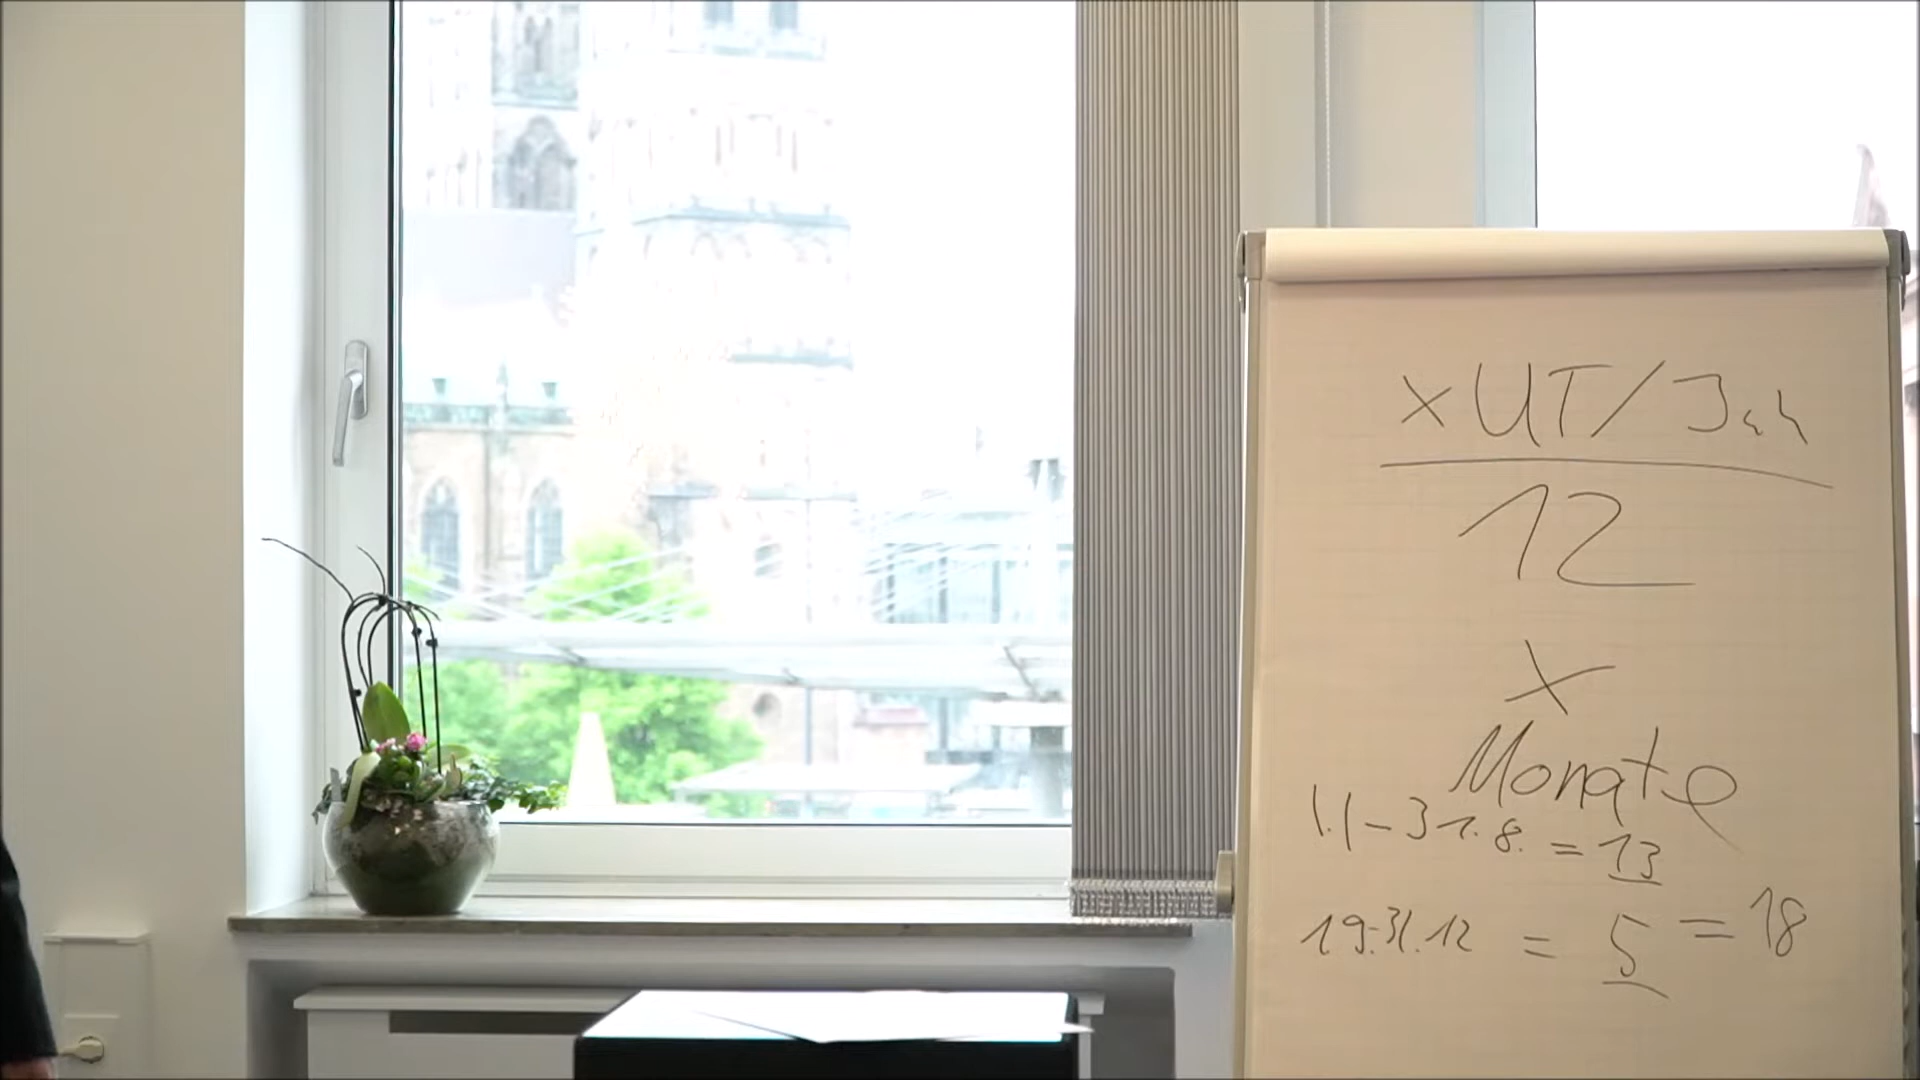 x UT/Jah
12
x
Monate
1.1-31.8. = 13
1.9.-31.12 = 5 = 18